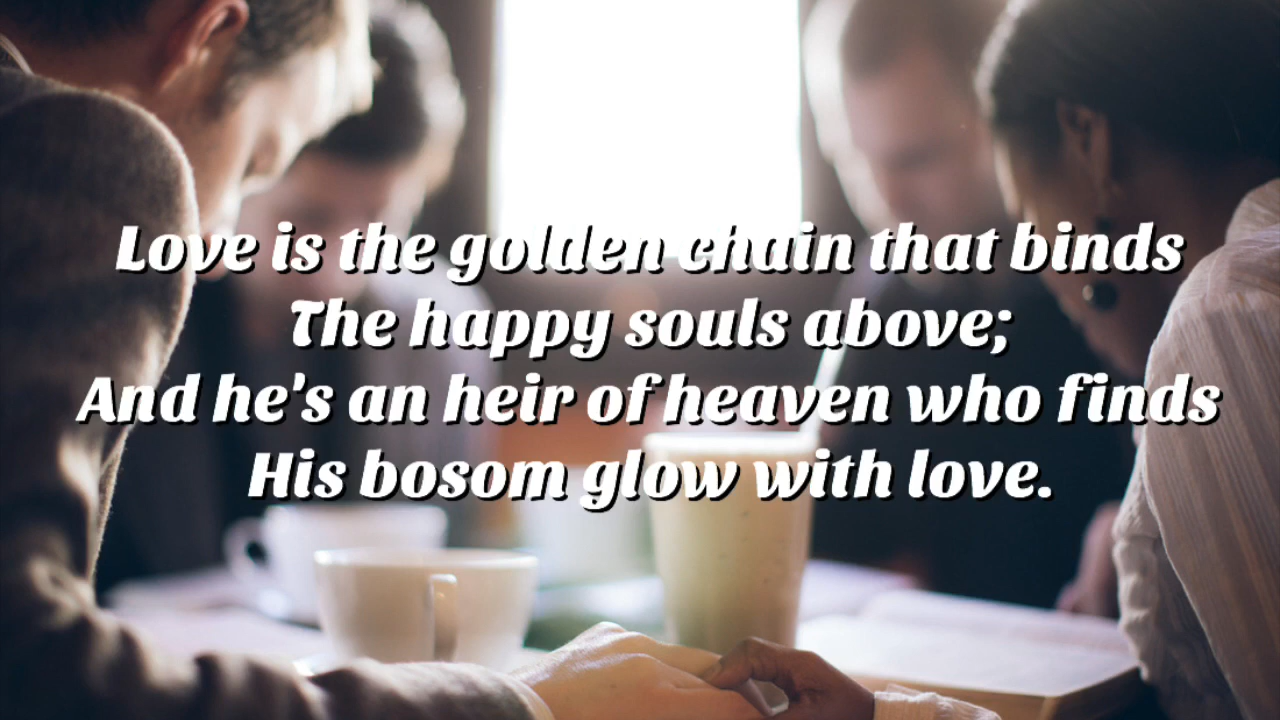 Love is the golden chain that binds
The happy souls above;
And he's an heir of heaven who finds
His bosom glow with love.